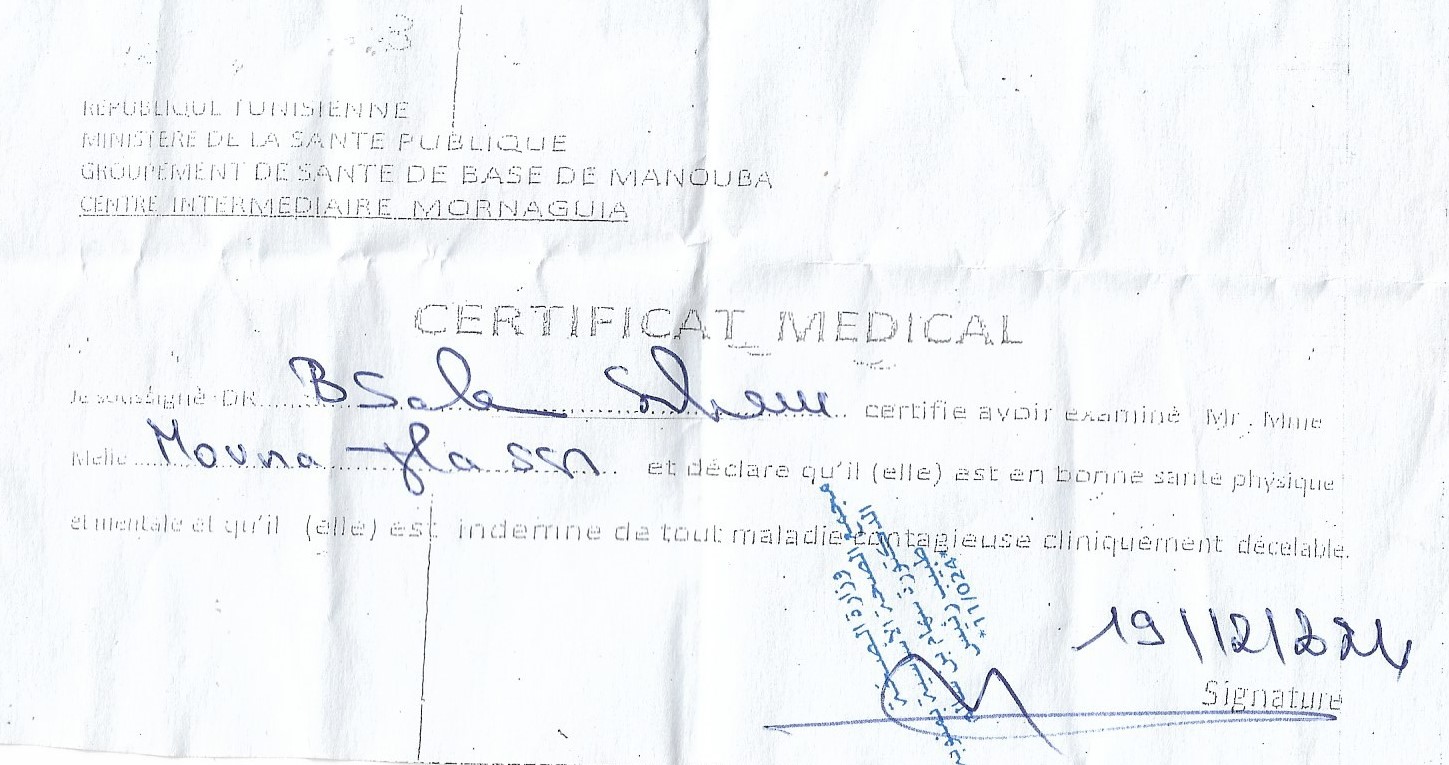 REPUBLIQUE TUNISIENNE
MINISTERE DE LA SANTE PUBLIQUE
GROUPEMENT DE SANTE DE BASE DE MANOUBA
CENTRE INTERMEDIAIRE MORNAGUIA
CERTIFICAT MEDICAL
Je soussigné DR B Sale certifie avoir examiné Mr, Mme
Melle Mouna et déclare qu'il (elle) est en bonne santé physique
et mentale et qu'il (elle) est indemne de tout maladie contagieuse cliniquement décelable.
19/12/2024
Signature